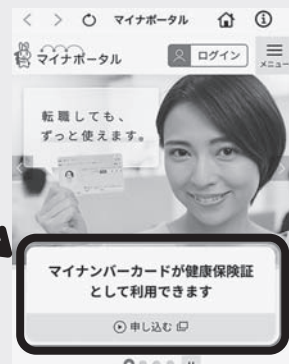 マイナポータル
マイナポータル
ログイン
メニュー
転職しても、
ずっと使えます。
マイナンバーカードが健康保険証
として利用できます
申し込む